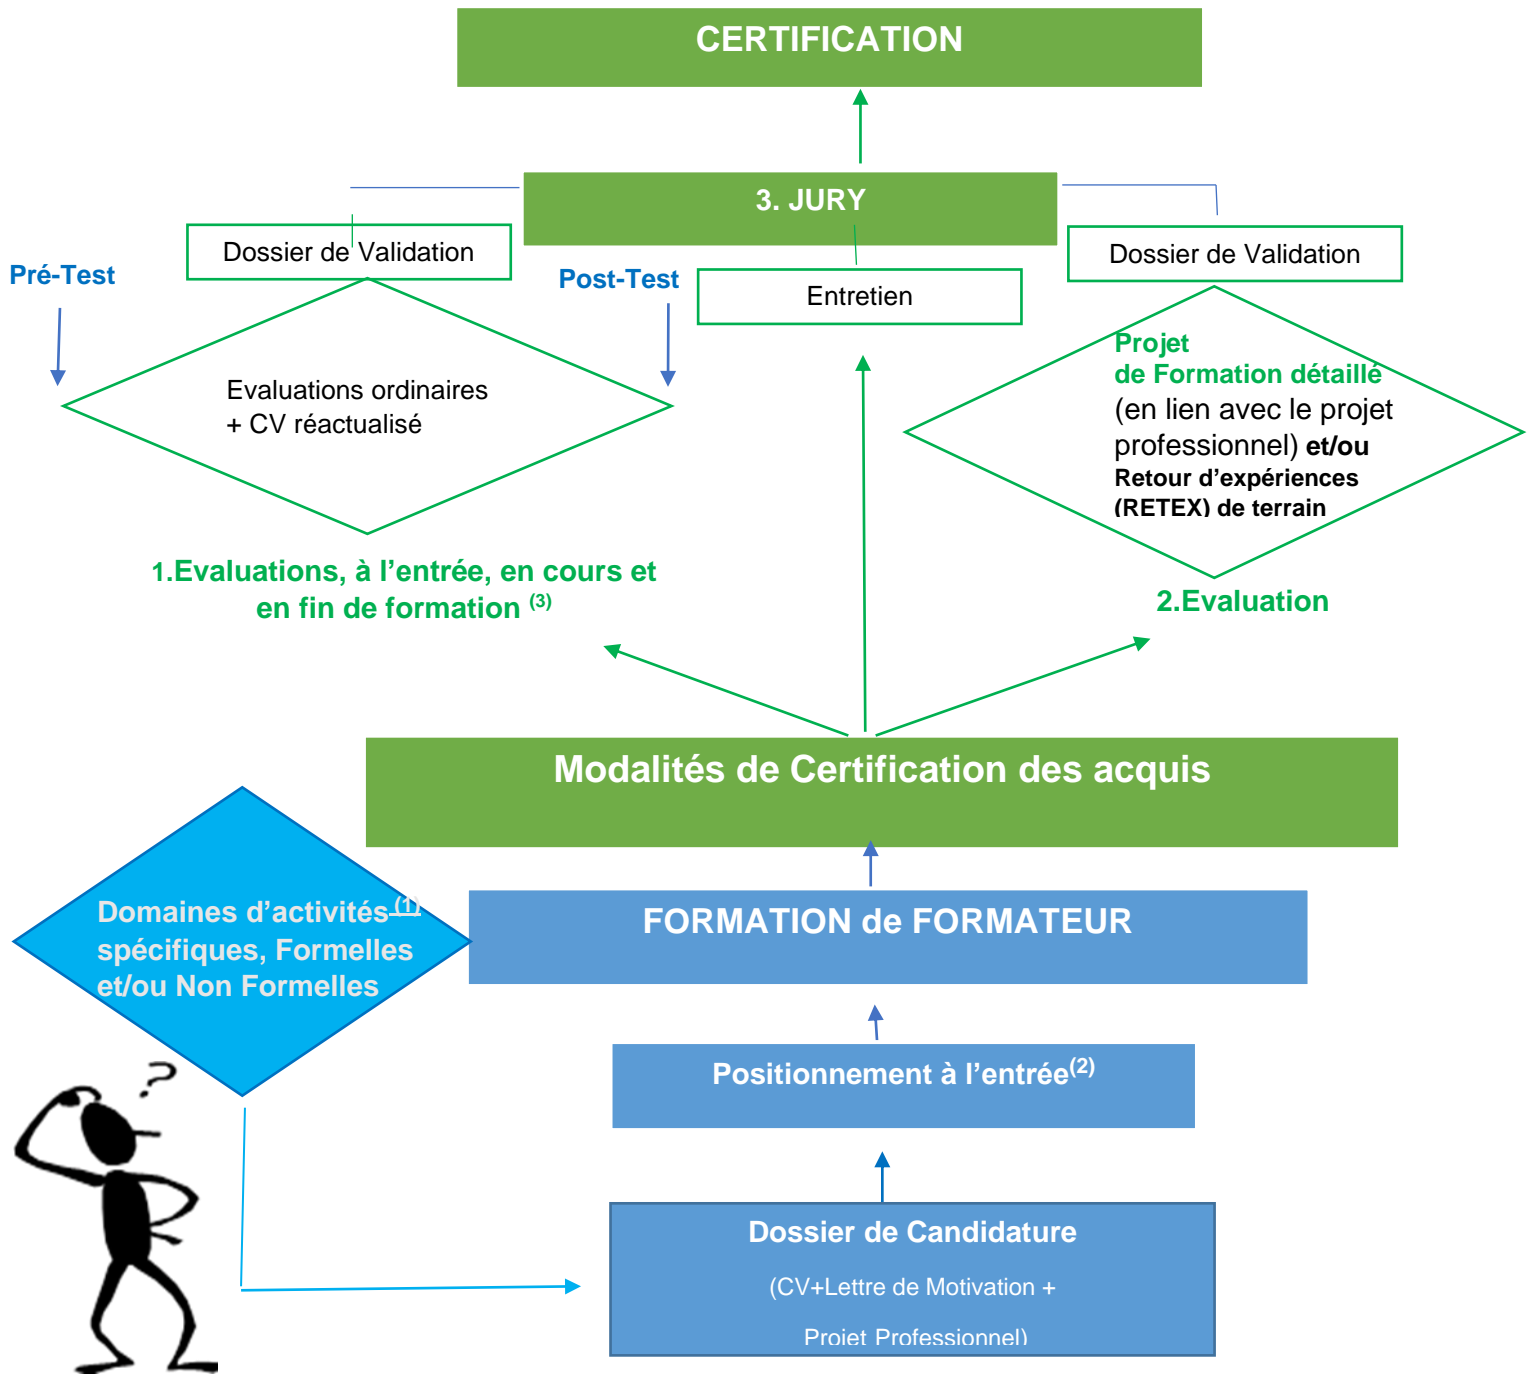 CERTIFICATION
3. JURY
Dossier de Validation
Dossier de Validation
Pré-Test
Post-Test
Entretien
Evaluations ordinaires
+ CV réactualisé
Projet
de Formation détaillé
(en lien avec le projet
professionnel) et/ou
Retour d’expériences
(RETEX) de terrain
1.Evaluations, à l’entrée, en cours et
en fin de formation (3)
2.Evaluation
Modalités de Certification des acquis
Domaines d’activités (1)
spécifiques, Formelles
et/ou Non Formelles
FORMATION de FORMATEUR
Positionnement à l’entrée(2)
?
Dossier de Candidature
(CV+Lettre de Motivation +
Projet Professionnel)